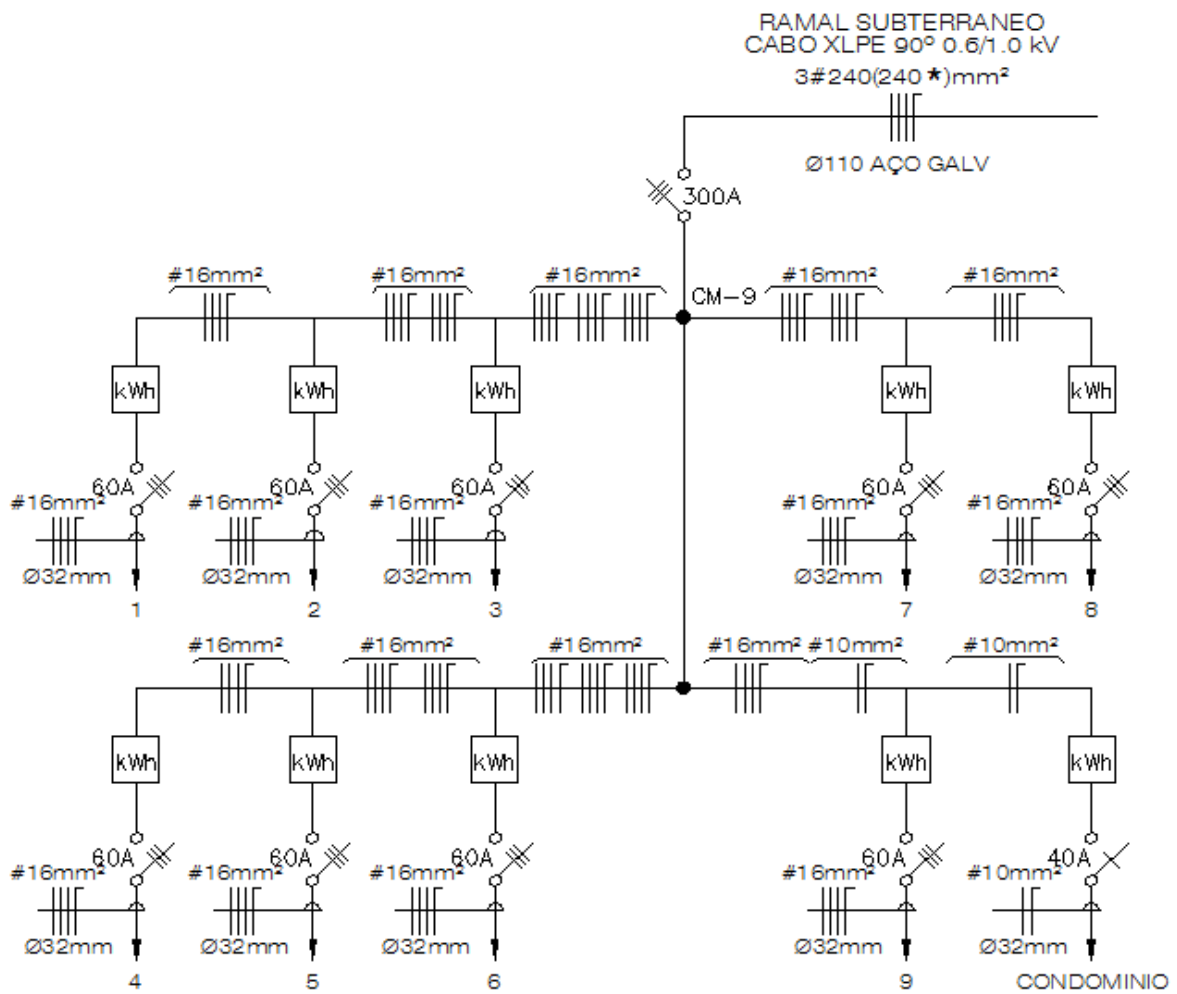 RAMAL SUBTERRANEO
CABO XLPE 90º 0.6/1.0 kV
3#240(240 *)mm²
Ø110 AÇO GALV
300A
CM-9
#16mm² #16mm² #16mm² #16mm² #16mm²
kWh kWh kWh kWh kWh
60A 60A 60A 60A 60A
#16mm² #16mm² #16mm² #16mm² #16mm²
Ø32mm Ø32mm Ø32mm Ø32mm Ø32mm
1 2 3 7 8
#16mm² #16mm² #16mm² #16mm² #10mm² #10mm²
kWh kWh kWh kWh kWh
60A 60A 60A 60A 40A
#16mm² #16mm² #16mm² #16mm² #10mm²
Ø32mm Ø32mm Ø32mm Ø32mm Ø32mm
4 5 6 9 CONDOMINIO